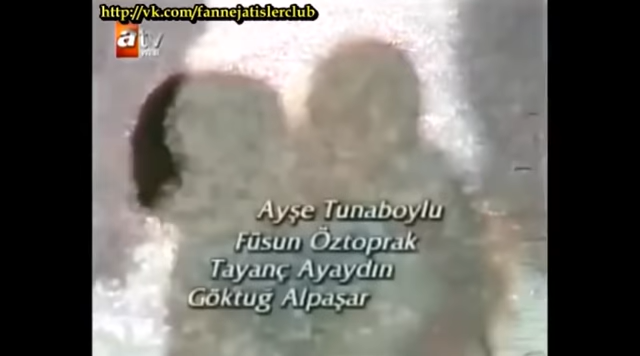 http://vk.com/fannejatislerclub
atv
Ayşe Tunaboylu
Füsun Öztoprak
Tayanç Ayaydın
Göktuğ Alpaşar